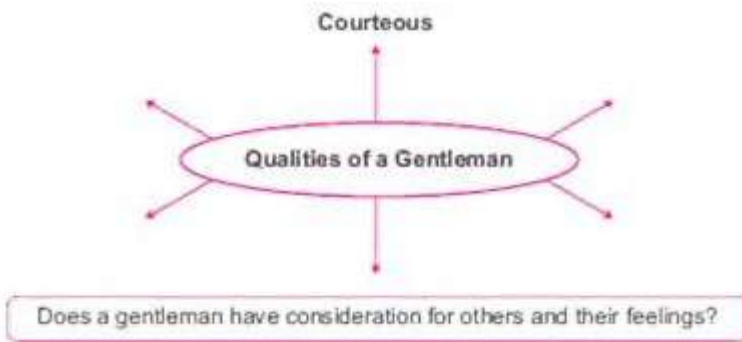 Courteous
Qualities of a Gentleman
Does a gentleman have consideration for others and their feelings?